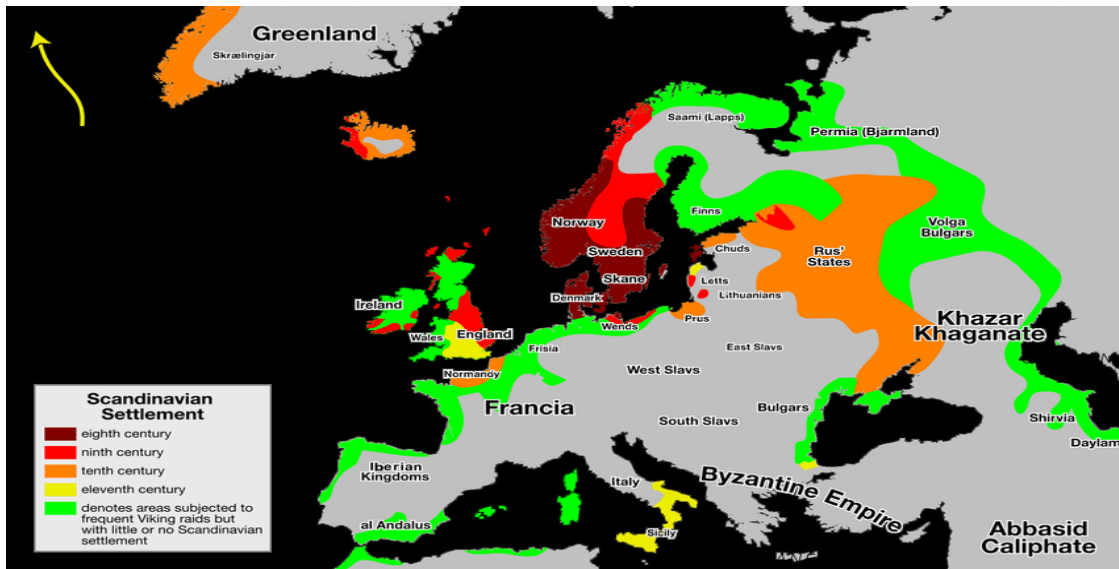 Greenland
Skrælingjar
Saami (Lapps)
Permia (Bjarmland)
Norway
Finns
Volga
Bulgars
Sweden
Chuds
Rus'
States
Skane
Letts
Ireland
Denmark
Lithuanians
Khazar
Khaganate
Wales
England
Wends
Prus
Frisia
East Slavs
Normanoy
West Slavs
Francia
Bulgars
South Slavs
Shirvia
Daylam
Iberian
Kingdoms
Italy
Byzantine Empire
al Andalus
Sicily
Abbasid
Caliphate
Scandinavian
Settlement
eighth century
ninth century
tenth century
eleventh century
denotes areas subjected to
frequent Viking raids but
with little or no Scandinavian
settlement